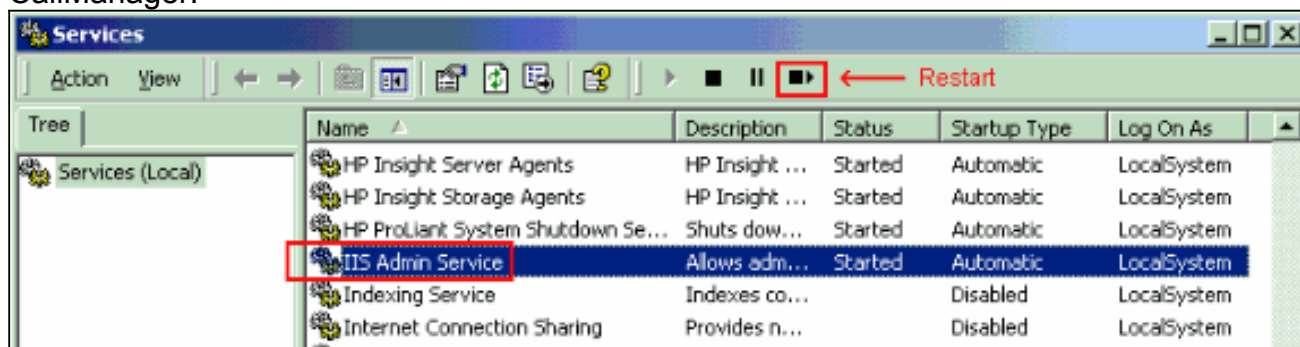 CallManager.
Services
Action View
Restart
Tree
Name Description Status Startup Type Log On As
Services (Local)
HP Insight Server Agents HP Insight ... Started Automatic LocalSystem
HP Insight Storage Agents HP Insight ... Started Automatic LocalSystem
HP ProLiant System Shutdown Se... Shuts dow... Started Automatic LocalSystem
IIS Admin Service Allows adm... Started Automatic LocalSystem
Indexing Service Indexes co... Disabled LocalSystem
Internet Connection Sharing Provides n... Disabled LocalSystem